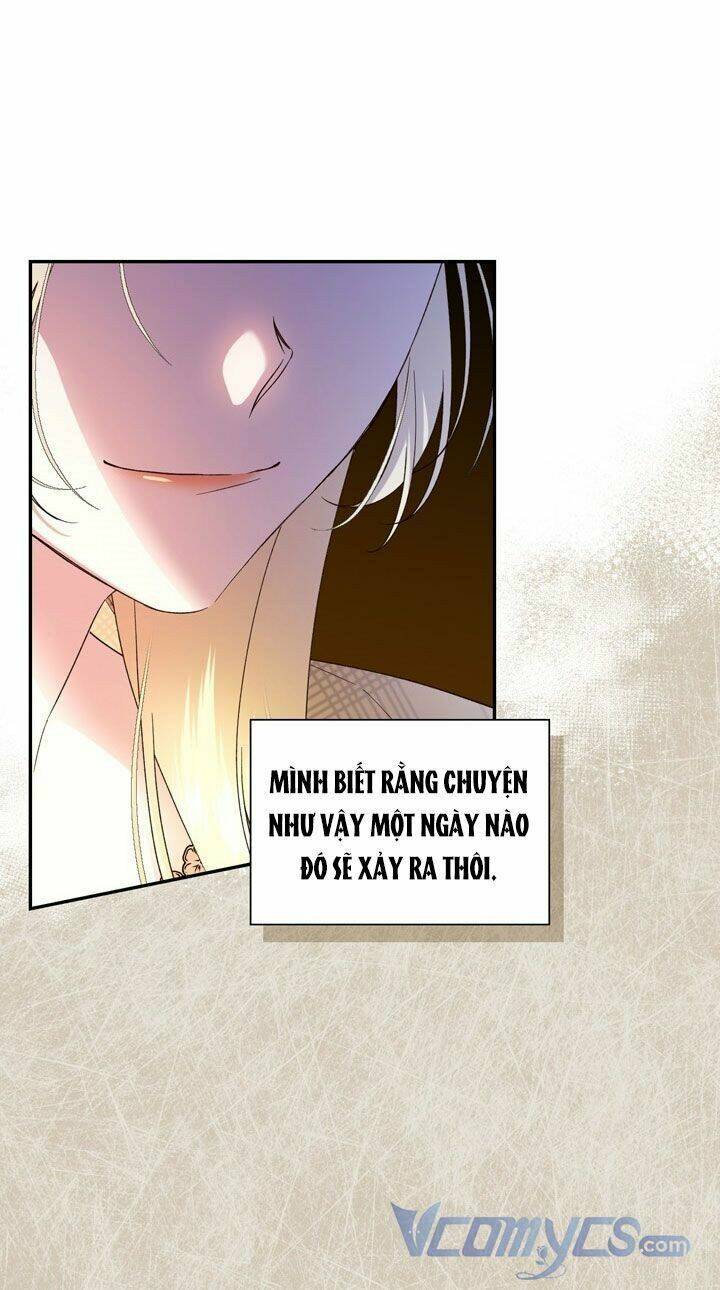 MÌNH BIẾT RẰNG CHUYỆN
NHƯ VẬY MỘT NGÀY NÀO
ĐÓ SẼ XẢY RA THÔI.
VCOMYCS.com